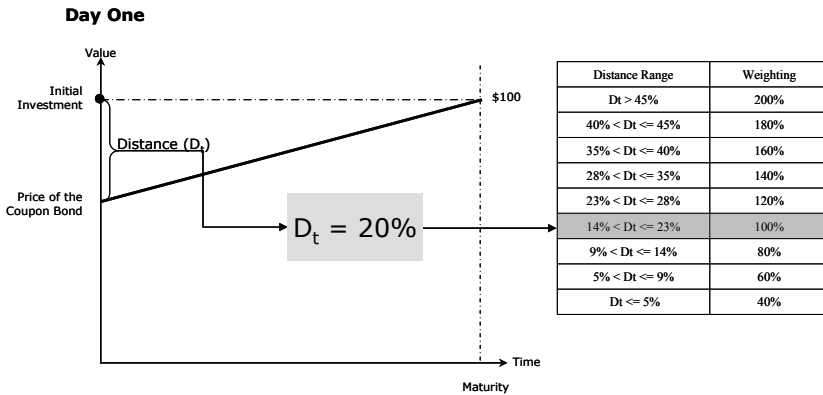 Day One
Value
Initial
Investment
$100
Distance (Dt)
Price of the
Coupon Bond
Dt = 20%
Time
Maturity
Distance Range Weighting
Dt > 45% 200%
40% < Dt <= 45% 180%
35% < Dt <= 40% 160%
28% < Dt <= 35% 140%
23% < Dt <= 28% 120%
14% < Dt <= 23% 100%
9% < Dt <= 14% 80%
5% < Dt <= 9% 60%
Dt <= 5% 40%